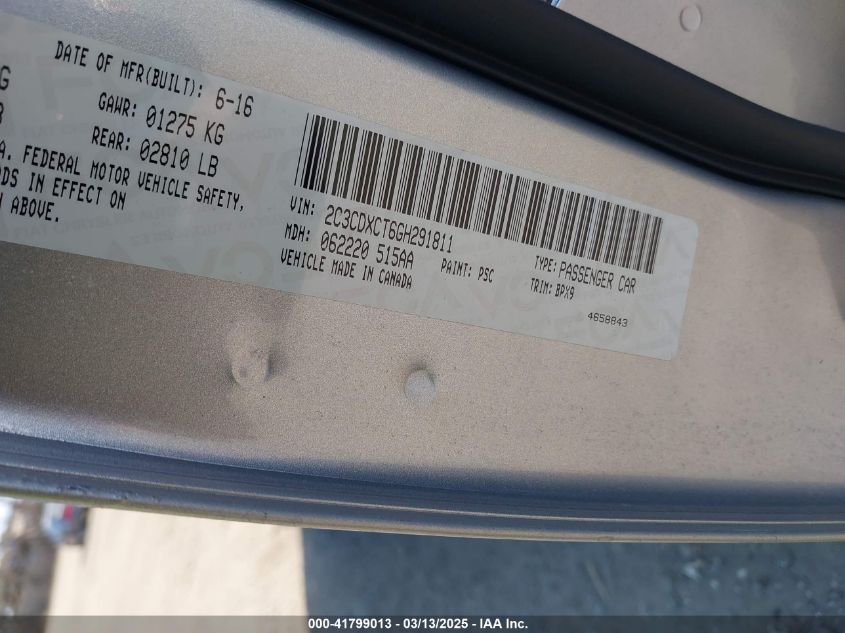 DATE OF MFR(BUILT): 6-16
G GAWR: 01275 KG
REAR: 02810 LB
A. FEDERAL MOTOR VEHICLE SAFETY,
DS IN EFFECT ON
ABOVE.
VIN: 2C3CDXCT6GH291811
MDH: 062220 515AA PAINT: PSC TYPE: PASSENGER CAR
VEHICLE MADE IN CANADA TRIM: BPX9
4658843
000-41799013 - 03/13/2025 - IAA Inc.